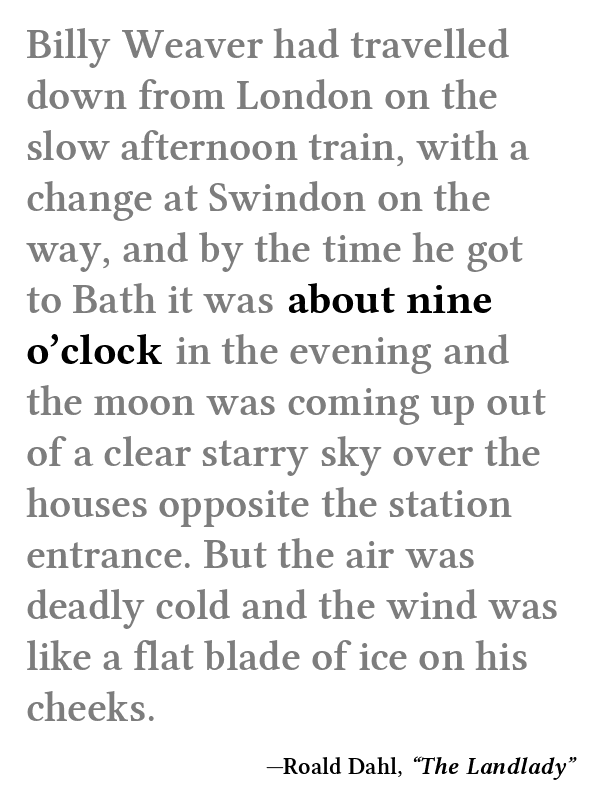 Billy Weaver had travelled
down from London on the
slow afternoon train, with a
change at Swindon on the
way, and by the time he got
to Bath it was about nine
o’clock in the evening and
the moon was coming up out
of a clear starry sky over the
houses opposite the station
entrance. But the air was
deadly cold and the wind was
like a flat blade of ice on his
cheeks.
—Roald Dahl, “The Landlady”